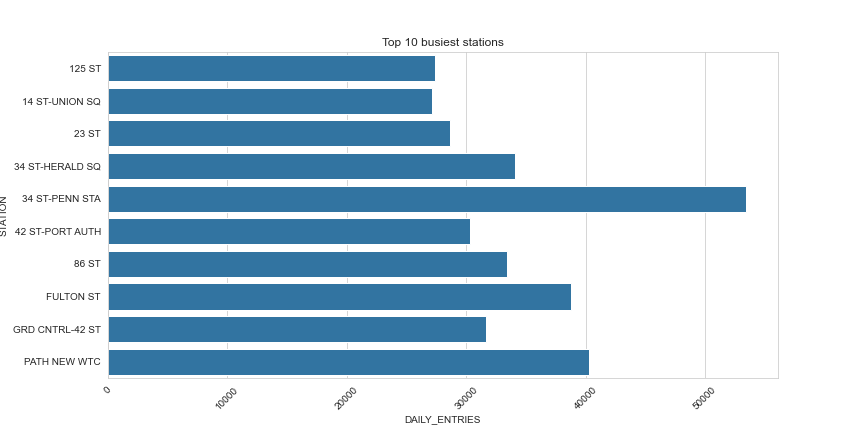 Top 10 busiest stations
125 ST
14 ST-UNION SQ
23 ST
34 ST-HERALD SQ
34 ST-PENN STA
STATION
42 ST-PORT AUTH
86 ST
FULTON ST
GRD CNTRL-42 ST
PATH NEW WTC
0
10000
20000
30000
40000
50000
DAILY_ENTRIES